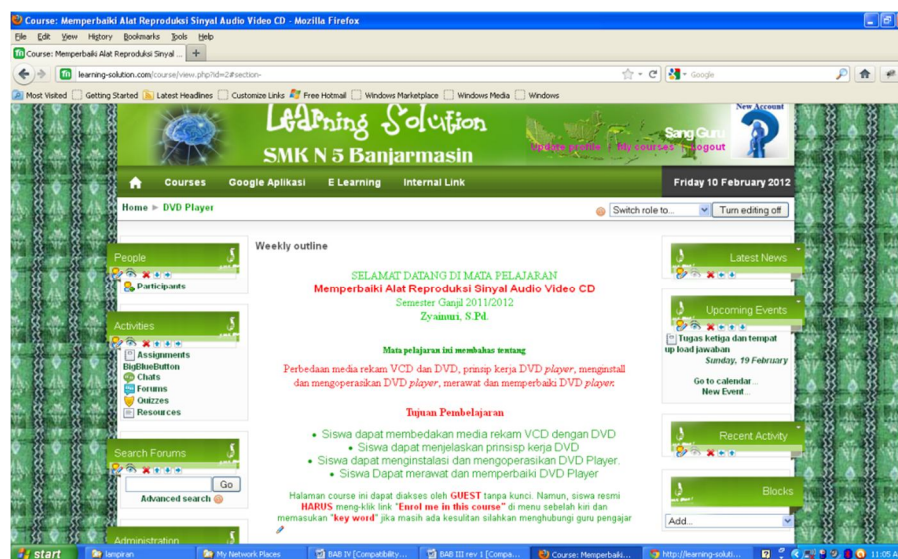 Course: Memperbaiki Alat Reproduksi Sinyal Audio Video CD - Mozilla Firefox
File Edit View History Bookmarks Tools Help
Course: Memperbaiki Alat Reproduksi Sinyal ...
learning-solution.com/course/view.php?id=2#section-
Google
Most Visited Getting Started Latest Headlines Customize Links Free Hotmail Windows Marketplace Windows Media Windows
New Account
Learning Solution
Sang Guru
Update profile | My courses | Logout
SMK N 5 Banjarmasin
Courses Google Aplikasi E Learning Internal Link
Friday 10 February 2012
Home ► DVD Player
Switch role to...
Turn editing off
People
Participants
Activities
Assignments
BigBlueButton
Chats
Forums
Quizzes
Resources
Search Forums
Go
Advanced search
Administration
Weekly outline
SELAMAT DATANG DI MATA PELAJARAN
Memperbaiki Alat Reproduksi Sinyal Audio Video CD
Semester Ganjil 2011/2012
Zyainuri, S.Pd.
Mata pelajaran ini membahas tentang
Perbedaan media rekam VCD dan DVD, prinsip kerja DVD player, menginstall
dan mengoperasikan DVD player, merawat dan memperbaiki DVD player.
Tujuan Pembelajaran
• Siswa dapat membedakan media rekam VCD dengan DVD
• Siswa dapat menjelaskan prinsisp kerja DVD
• Siswa dapat menginstalasi dan mengoperasikan DVD Player.
• Siswa Dapat merawat dan memperbaiki DVD Player
Halaman course ini dapat diakses oleh GUEST tanpa kunci. Namun, siswa resmi
HARUS meng-klik link "Enrol me in this course" di menu sebelah kiri dan
memasukan "key word" jika masih ada kesulitan silahkan menghubungi guru pengajar
Latest News
Upcoming Events
Tugas ketiga dan tempat
up load jawaban
Sunday, 19 February
Go to calendar...
New Event...
Recent Activity
Blocks
Add...
start
lampiran
My Network Places
BAB IV [Compatibility...
BAB III rev 1 [Compa...
Course: Memperbaiki...
http://learning-soluti...
11:05 A